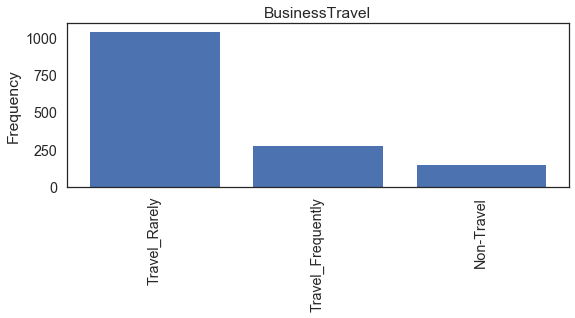 BusinessTravel
Frequency
1000
750
500
250
0
Travel_Rarely
Travel_Frequently
Non-Travel